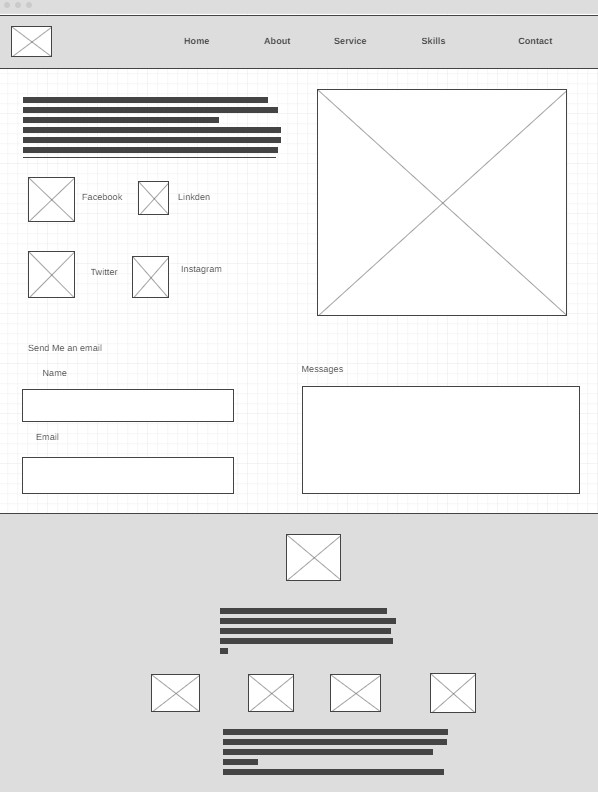 Home About Service Skills Contact
Facebook Linkden
Twitter Instagram
Send Me an email
Name
Messages
Email